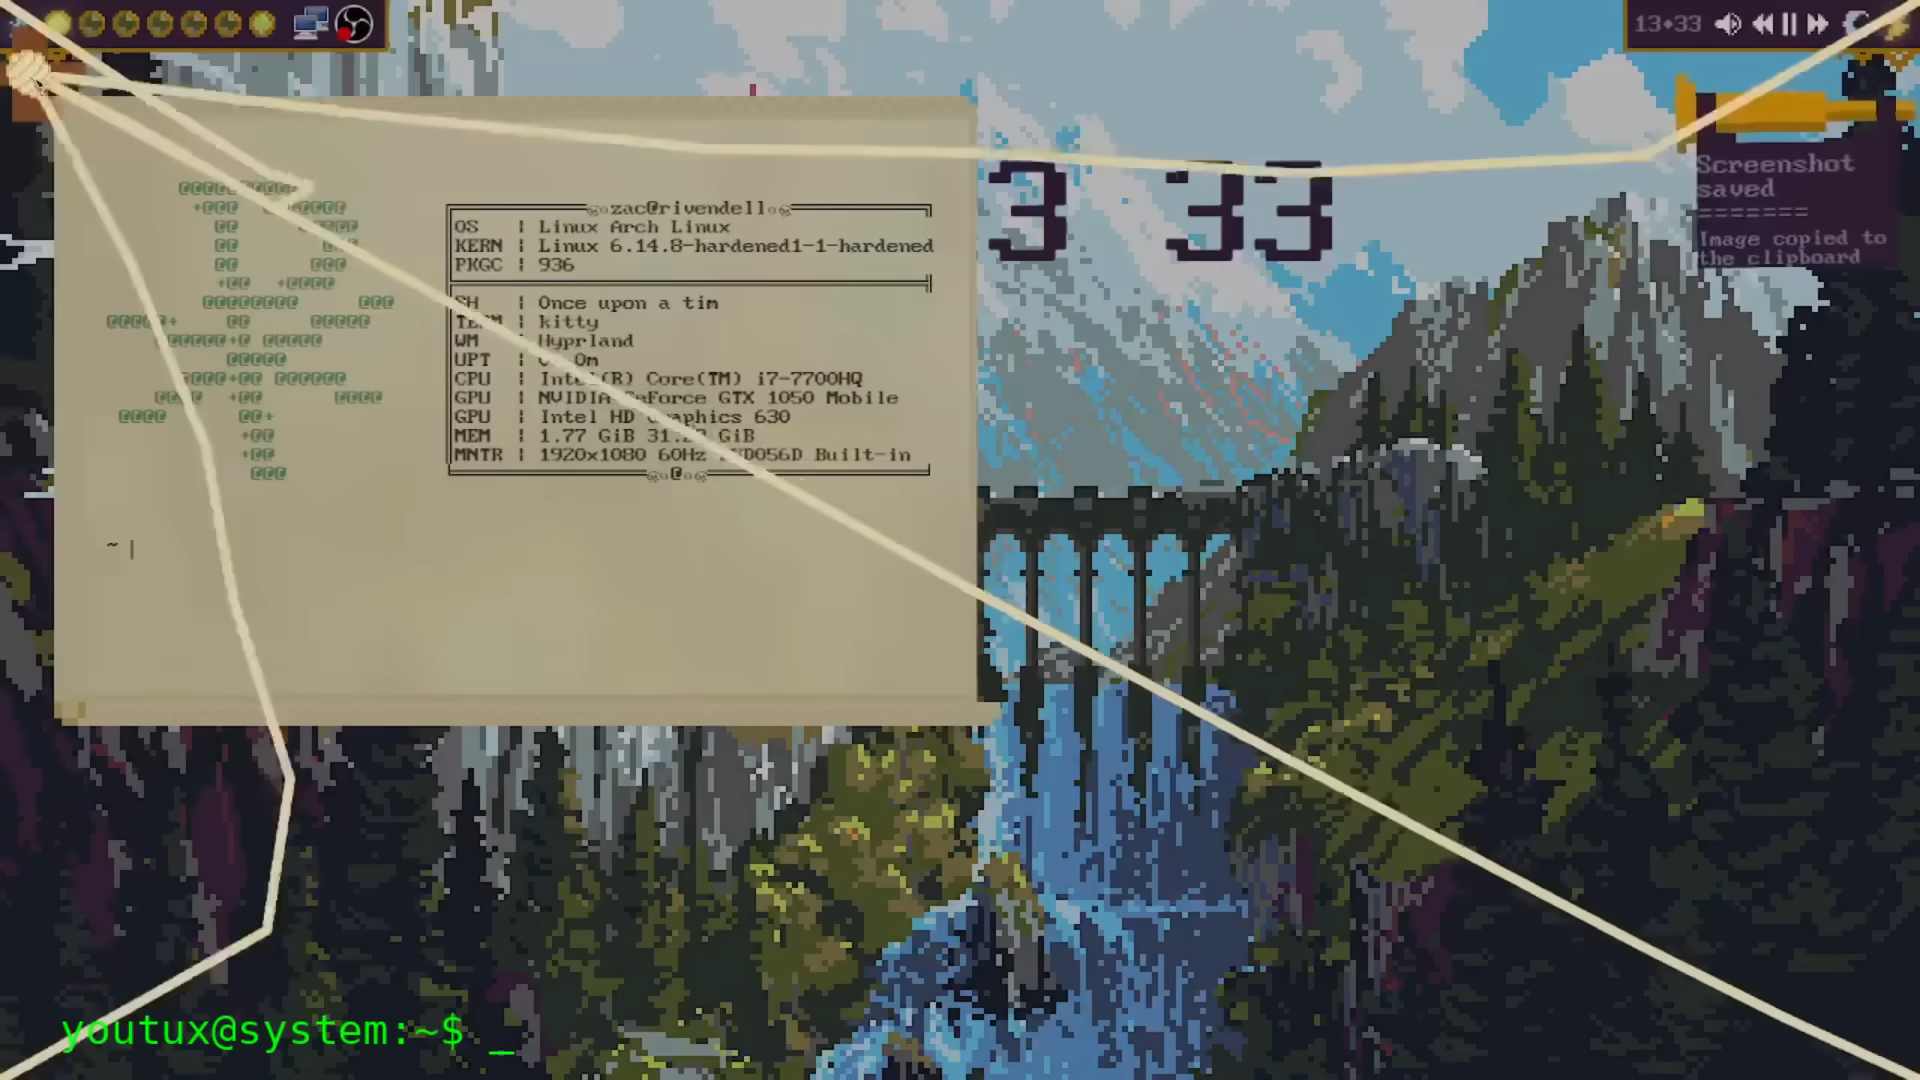 13•33
3 33
Screenshot
saved
=======
Image copied to
the clipboard
zac@rivendell
OS | Linux Arch Linux
KERN | Linux 6.14.8-hardened1-1-hardened
PKGC | 936
SH | Once upon a tim
TERM | kitty
WM | Hyprland
UPT | 0m
CPU | Intel(R) Core(TM) i7-7700HQ
GPU | NVIDIA GeForce GTX 1050 Mobile
GPU | Intel HD Graphics 630
MEM | 1.77 GiB GiB
MNTR | 1920x1080 60Hz Built-in
~ |
youtux@system:~$ _